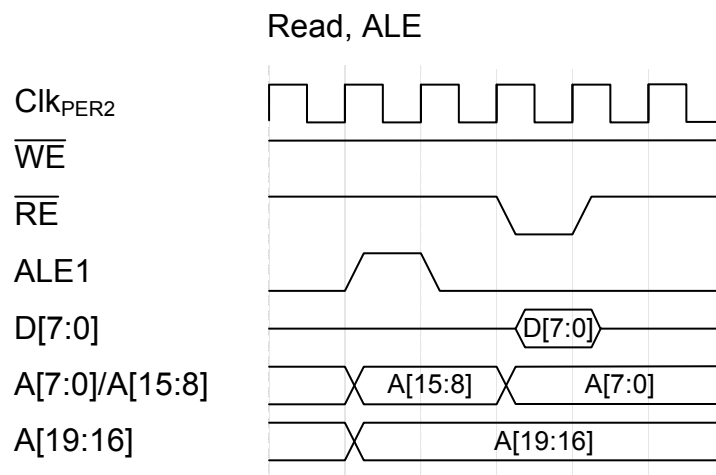 Read, ALE
ClkPER2
WE
RE
ALE1
D[7:0] D[7:0]
A[7:0]/A[15:8] A[15:8] A[7:0]
A[19:16] A[19:16]